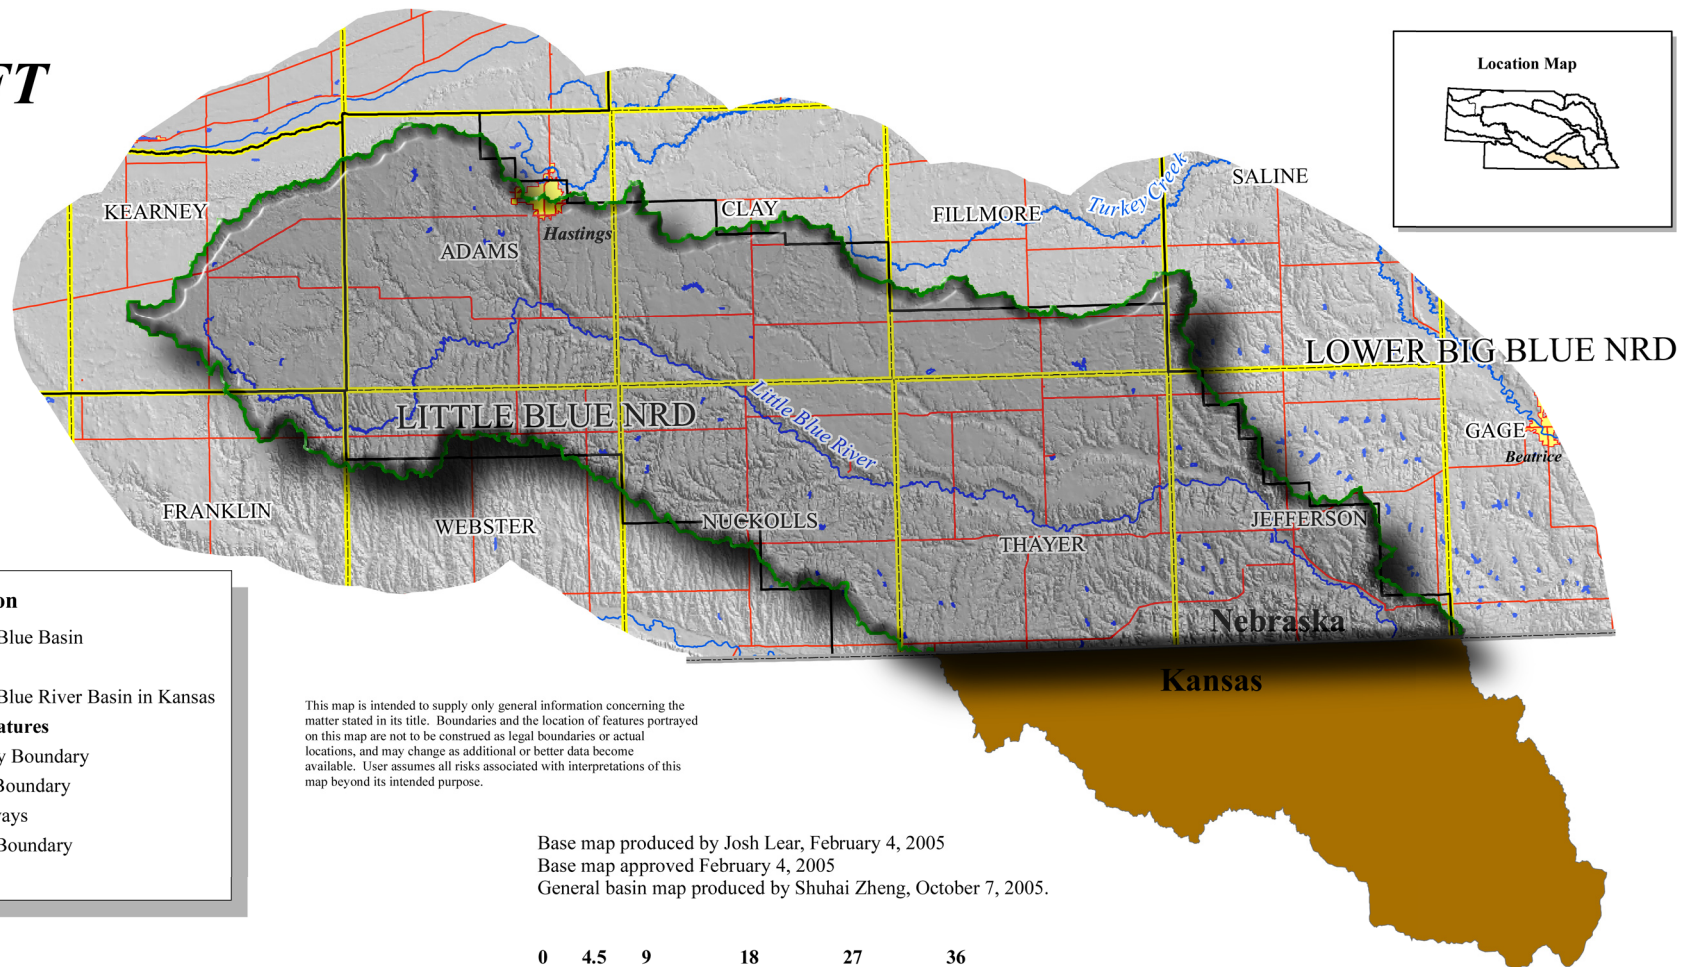 FT
Location Map
KEARNEY
ADAMS
Hastings
CLAY
FILLMORE
Turkey Creek
SALINE
LOWER BIG BLUE NRD
LITTLE BLUE NRD
Little Blue River
GAGE
Beatrice
FRANKLIN
WEBSTER
NUCKOLLS
THAYER
JEFFERSON
Nebraska
Kansas
on
Blue Basin
Blue River Basin in Kansas
atures
y Boundary
Boundary
ays
Boundary
This map is intended to supply only general information concerning the
matter stated in its title. Boundaries and the location of features portrayed
on this map are not to be construed as legal boundaries or actual
locations, and may change as additional or better data become
available. User assumes all risks associated with interpretations of this
map beyond its intended purpose.
Base map produced by Josh Lear, February 4, 2005
Base map approved February 4, 2005
General basin map produced by Shuhai Zheng, October 7, 2005.
0 4.5 9 18 27 36